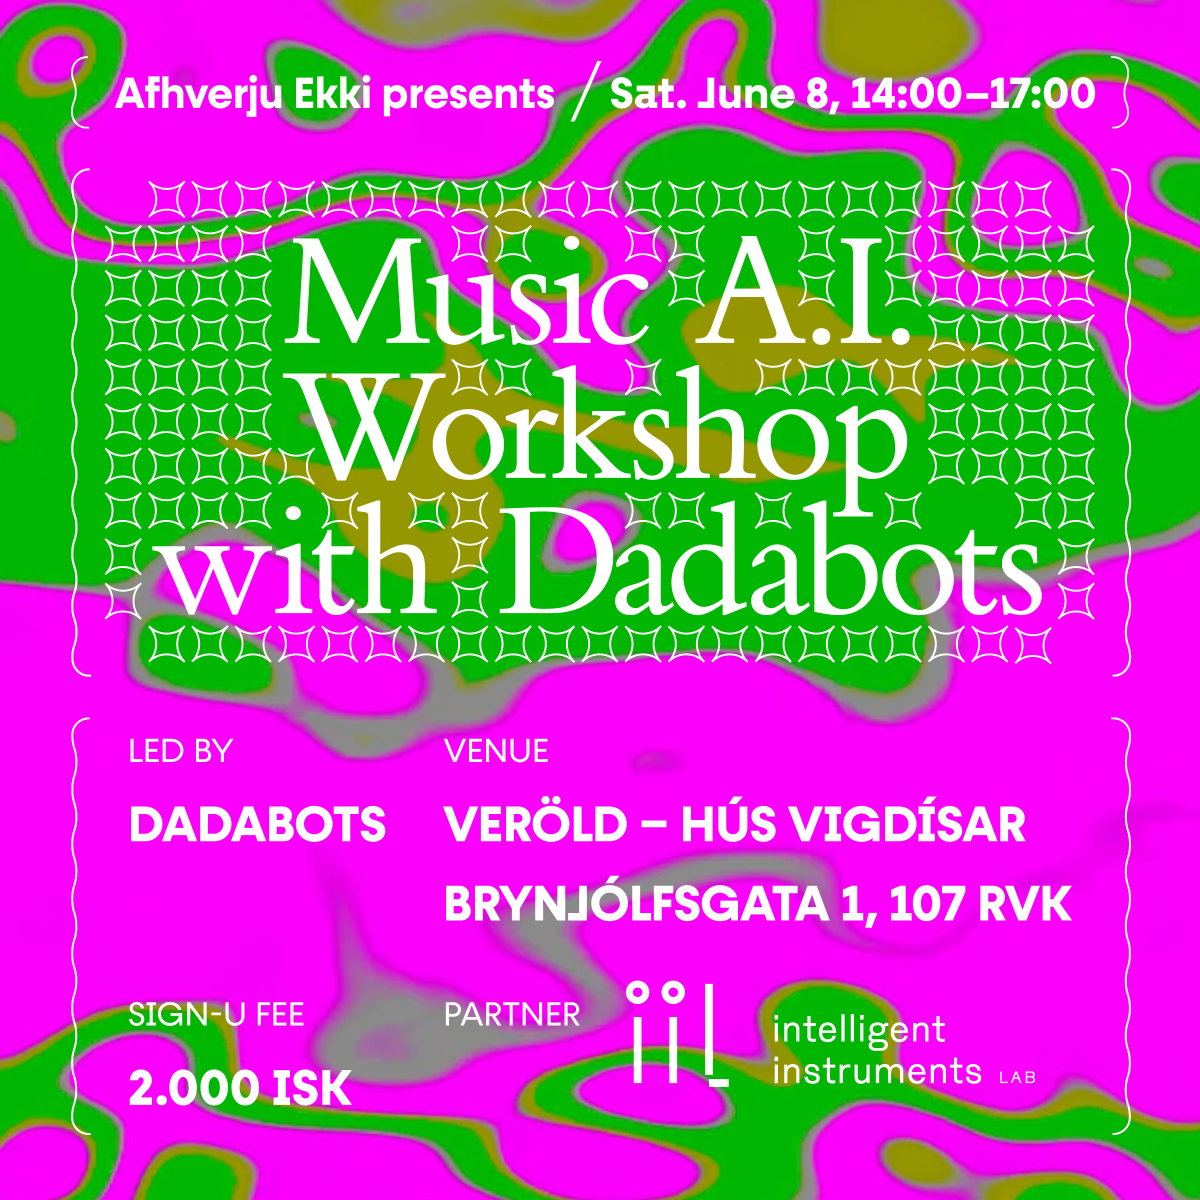 Afhverju Ekki presents / Sat. June 8, 14:00–17:00
Music A.I.
Workshop
with Dadabots
LED BY
DADABOTS
VENUE
VERÖLD – HÚS VIGDÍSAR
BRYNJÓLFSGATA 1, 107 RVK
SIGN-U FEE
2.000 ISK
PARTNER
iiL
intelligent
instruments LAB